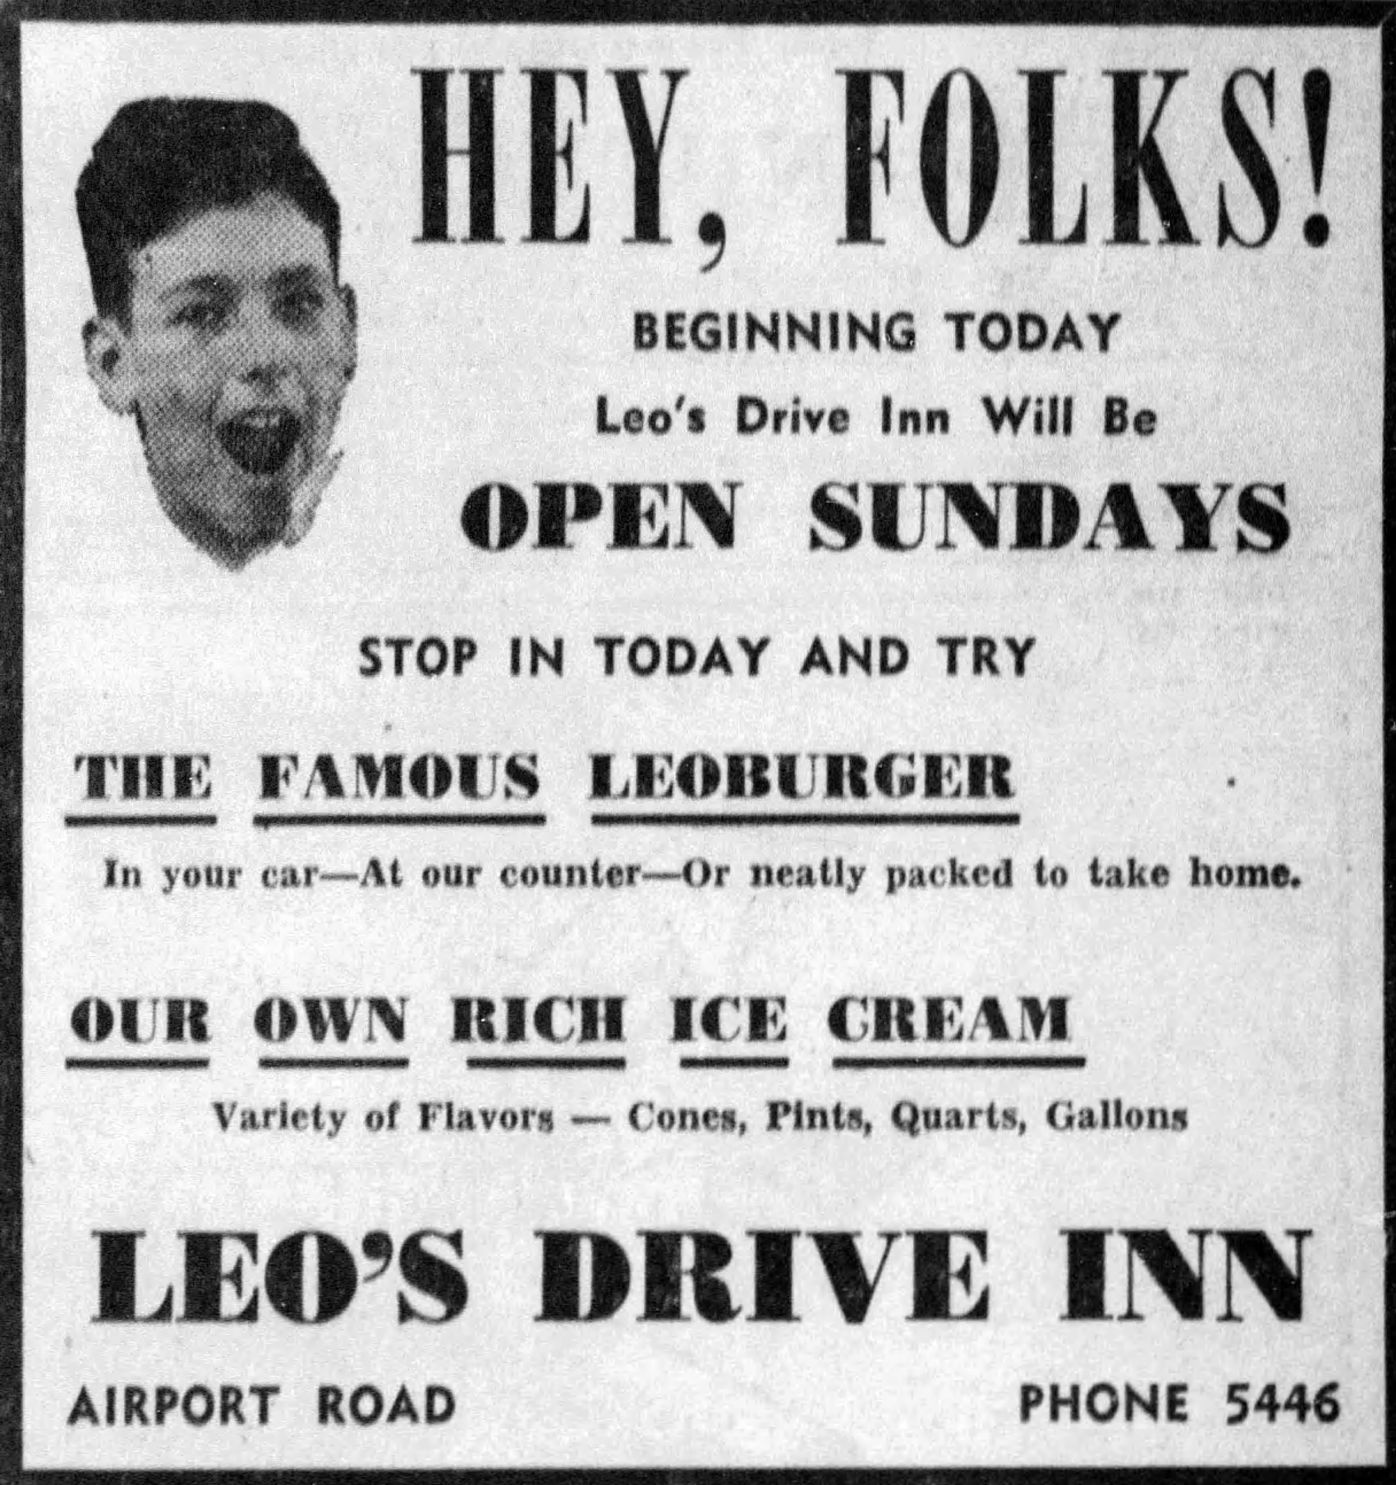 HEY, FOLKS!
BEGINNING TODAY
Leo's Drive Inn Will Be
OPEN SUNDAYS
STOP IN TODAY AND TRY
THE FAMOUS LEOBURGER
In your car—At our counter—Or neatly packed to take home.
OUR OWN RICH ICE CREAM
Variety of Flavors — Cones, Pints, Quarts, Gallons
LEO'S DRIVE INN
AIRPORT ROAD PHONE 5446